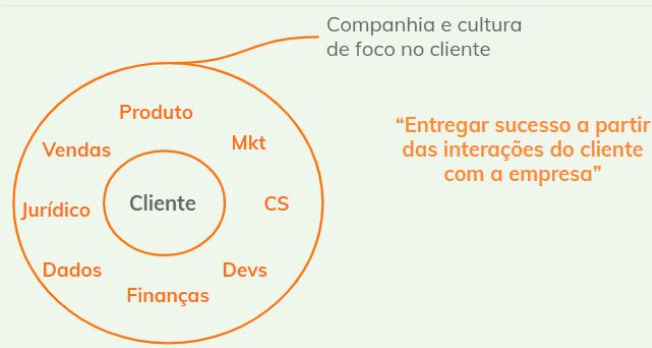 Companhia e cultura
de foco no cliente
Produto
Mkt
Vendas
Cliente
CS
Jurídico
Dados
Devs
Finanças
“Entregar sucesso a partir
das interações do cliente
com a empresa”